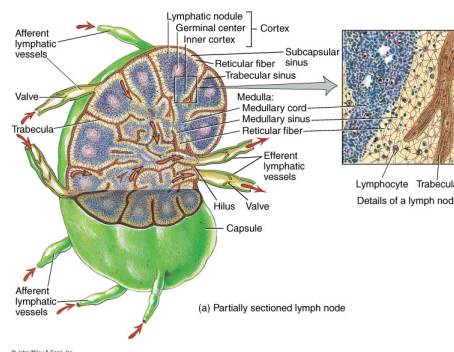 Lymphatic nodule
Germinal center
Inner cortex
Cortex
Afferent
lymphatic
vessels
Subcapsular
sinus
Reticular fiber
Trabecular sinus
Valve
Medulla:
Medullary cord
Medullary sinus
Reticular fiber
Trabecula
Efferent
lymphatic
vessels
Lymphocyte
Details of a lymph
Hilus
Valve
Capsule
Afferent
lymphatic
vessels
(a) Partially sectioned lymph node